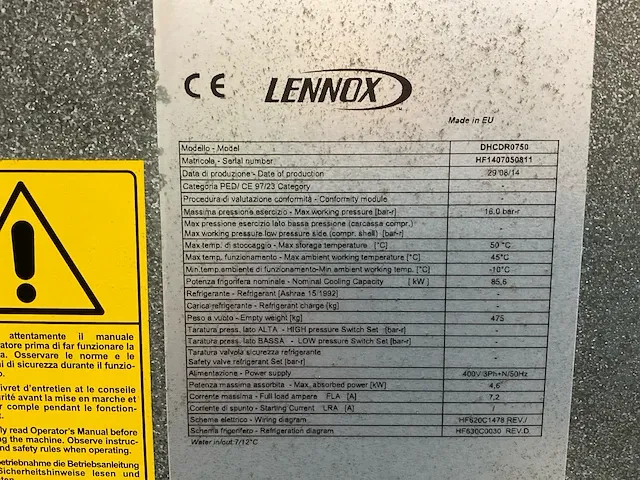 CE LENNOX
Made in EU
Modello - Model DHCDR0750
Matricola - Serial number HF1407050811
Data di produzione - Date of production 29/08/14
Categoria PED/ CE 97/23 Category -
Procedura di valutazione conformità - Conformity module -
Massima pressione esercizio - Max working pressure [bar-r] 16.0 bar-r
Max pressione esercizio lato bassa pressione (carcassa compr.)
Max working pressure low pressure side (compr. shell) [bar-r] -
Max temp. di stoccaggio - Max storage temperature [°C] 50 °C
Max temp. funzionamento - Max ambient working temperature [°C] 45°C
Min.temp.ambiente di funzionamento-Min ambient working temp. [°C] -10°C
Potenza frigorifera nominale - Nominal Cooling Capacity [ kW ] 85,6
Refrigerante - Refrigerant [Ashrae 15/1992] -
Carica refrigerante - Refrigerant charge [kg] -
Peso a vuoto - Empty weight [kg] 475
Taratura press. lato ALTA - HIGH pressure Switch Set [bar-r] -
Taratura press. lato BASSA - LOW pressure Switch Set [bar-r] -
Taratura valvola sicurezza refrigerante
Safety valve refrigerant Set [bar-r] -
Alimentazione - Power supply 400V/3Ph+N/50Hz
Potenza massima assorbita - Max. absorbed power [kW] 4,6
Corrente massima - Full load ampere FLA [A] 7,2
Corrente di spunto - Starting Current LRA [A] /
Schema elettrico - Wiring diagram HF620C1478 REV./
Schema frigorifero - Refrigeration diagram HF630C0030 REV.D.
Water in/out:7/12°C
attentamente il manuale
prima di far funzionare la
Osservare le norme e le
di sicurezza durante il funzio-
d'entretien at le conseille
avant la mise en marche et
comple pendant le fonction-
read Operator's Manual before
the machine. Observe instruc-
and safety rules when operating.
die Betriebsanleitung
Sicherheitshinweise lesen und